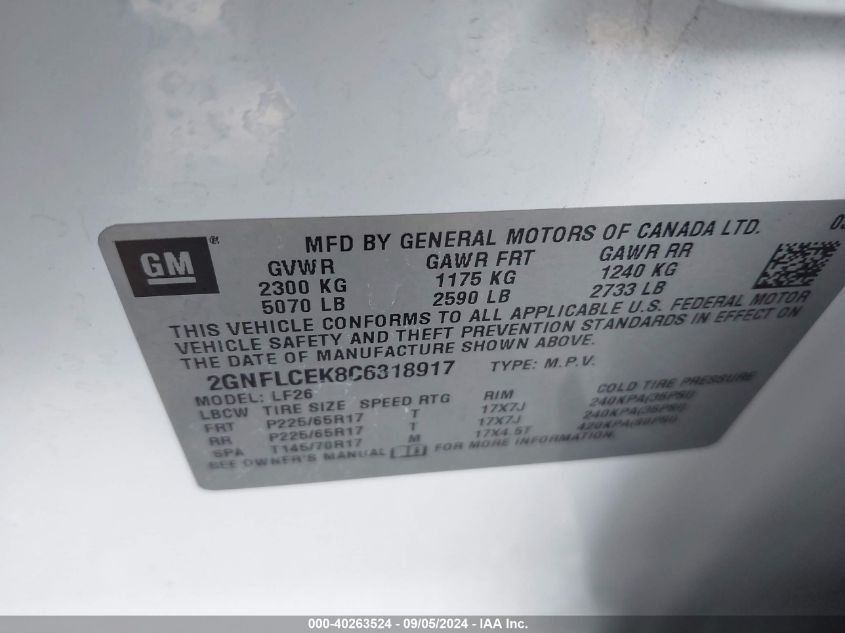 GM®
MFD BY GENERAL MOTORS OF CANADA LTD.
GVWR GAWR FRT GAWR RR
2300 KG 1175 KG 1240 KG
5070 LB 2590 LB 2733 LB
THIS VEHICLE CONFORMS TO ALL APPLICABLE U.S. FEDERAL MOTOR
VEHICLE SAFETY AND THEFT PREVENTION STANDARDS IN EFFECT ON
THE DATE OF MANUFACTURE SHOWN ABOVE.
2GNFLCEK8C6318917 TYPE: M.P.V.
MODEL: LF26
LBCW TIRE SIZE SPEED RTG RIM COLD TIRE PRESSURE
FRT P225/65R17 T 17X7J 240KPA(35PSI)
RR P225/65R17 T 17X7J 240KPA(35PSI)
SPA T145/70R17 M 17X4.5T 420KPA(60PSI)
SEE OWNER'S MANUAL FOR MORE INFORMATION.
000-40263524 - 09/05/2024 - IAA Inc.